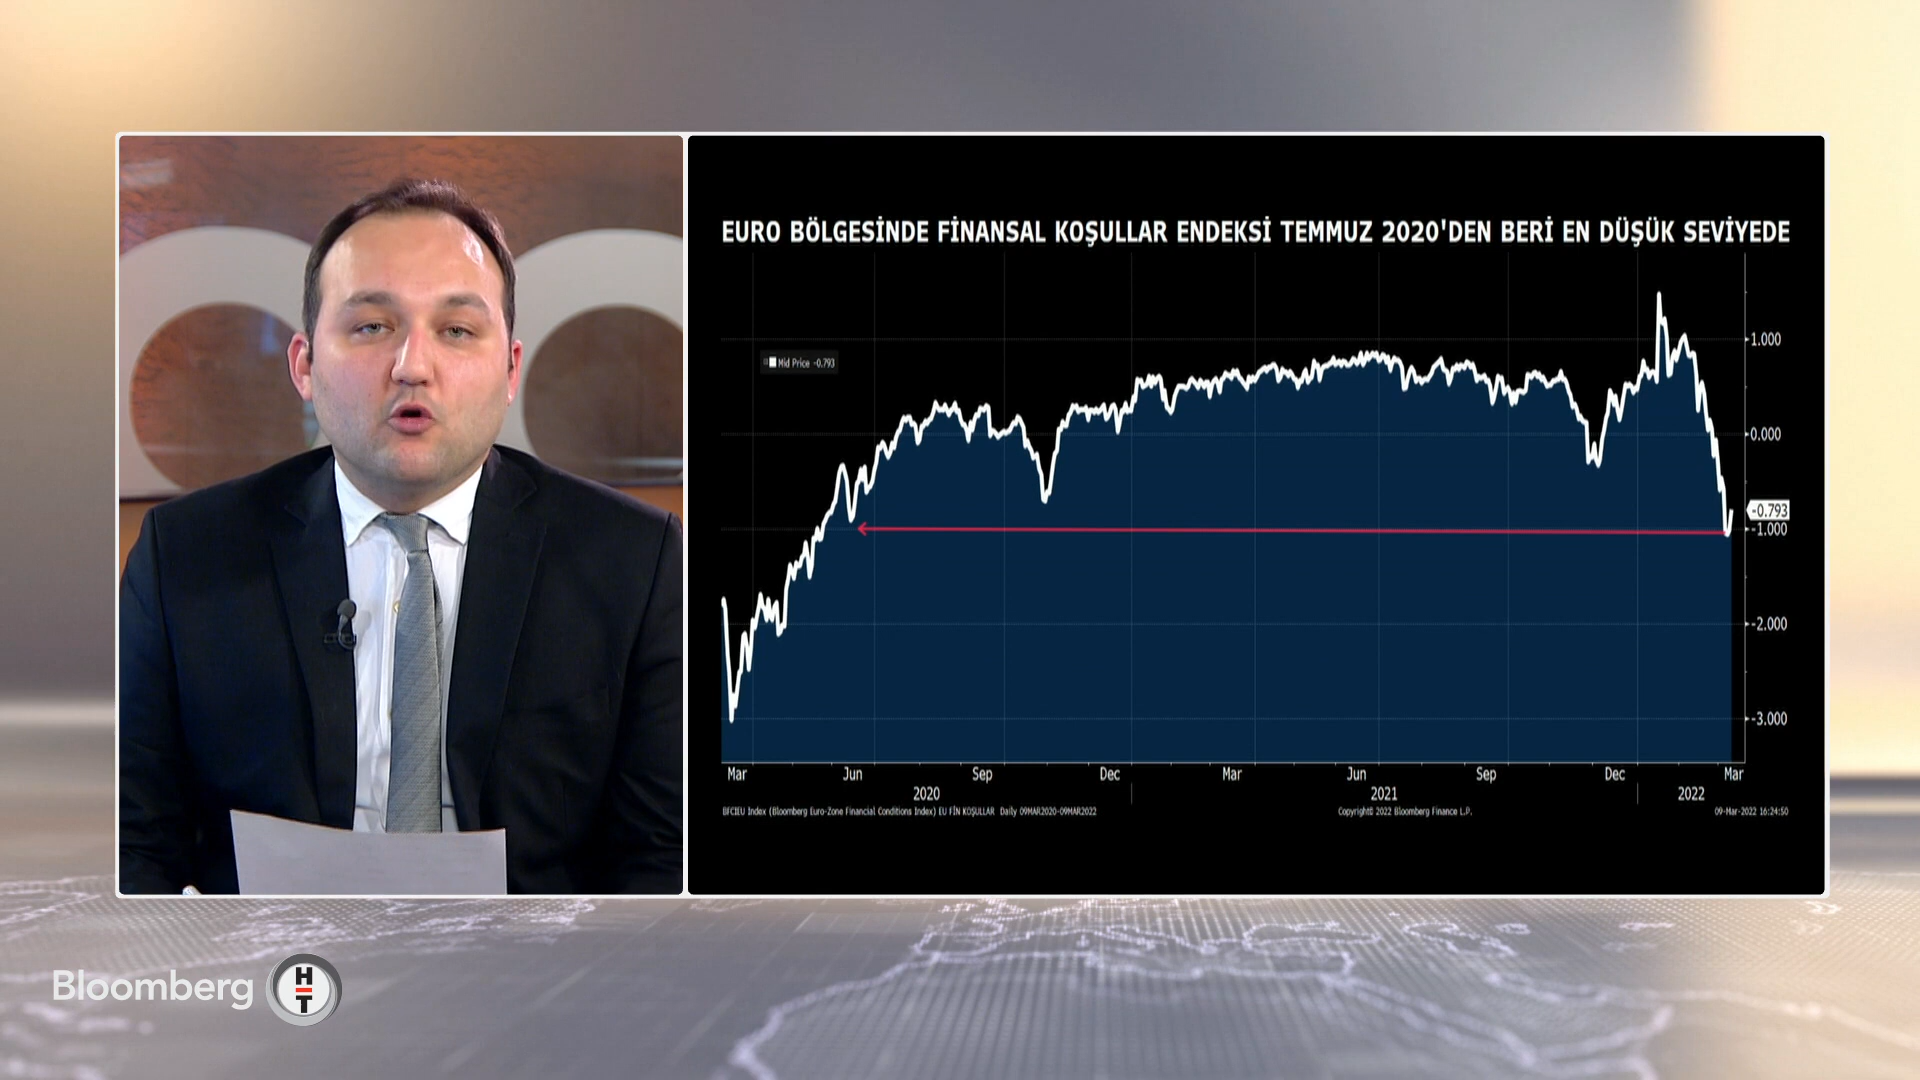 EURO BÖLGESİNDE FİNANSAL KOŞULLAR ENDEKSİ TEMMUZ 2020'DEN BERİ EN DÜŞÜK SEVİYEDE
Mid Price -0.793
1.000
0.000
-0.793
-1.000
-2.000
-3.000
Mar Jun Sep Dec Mar Jun Sep Dec Mar
2020 2021 2022
BFCIEU Index (Bloomberg Euro-Zone Financial Conditions Index) EU FİN KOŞULLAR Daily 09MAR2020-09MAR2022 Copyright© 2022 Bloomberg Finance L.P. 09-Mar-2022 16:24:50
Bloomberg HT